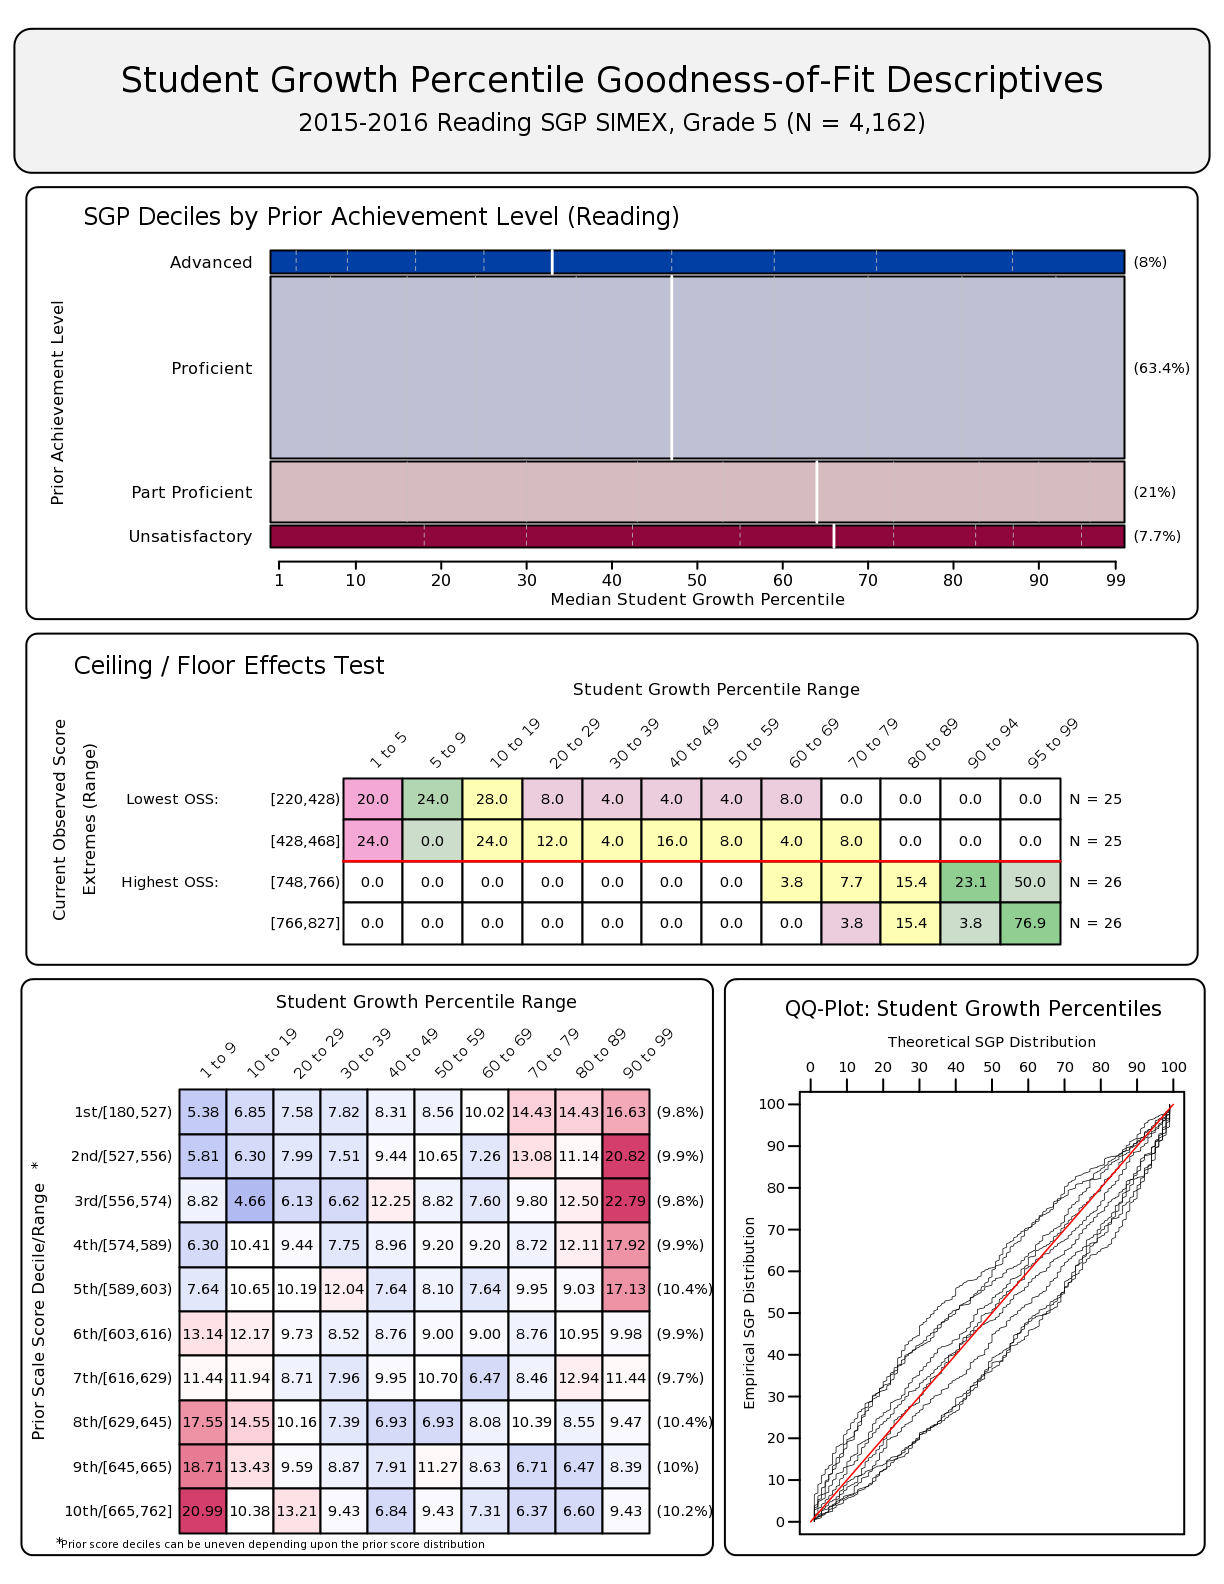 Student Growth Percentile Goodness-of-Fit Descriptives
2015-2016 Reading SGP SIMEX, Grade 5 (N = 4,162)
SGP Deciles by Prior Achievement Level (Reading)
Prior Achievement Level
Advanced (8%)
Proficient (63.4%)
Part Proficient (21%)
Unsatisfactory (7.7%)
1 10 20 30 40 50 60 70 80 90 99
Median Student Growth Percentile
Ceiling / Floor Effects Test
Student Growth Percentile Range
Current Observed Score
Extremes (Range)
1 to 5 5 to 9 10 to 19 20 to 29 30 to 39 40 to 49 50 to 59 60 to 69 70 to 79 80 to 89 90 to 94 95 to 99
Lowest OSS: [220,428) 20.0 24.0 28.0 8.0 4.0 4.0 4.0 8.0 0.0 0.0 0.0 0.0 N = 25
[428,468] 24.0 0.0 24.0 12.0 4.0 16.0 8.0 4.0 8.0 0.0 0.0 0.0 N = 25
Highest OSS: [748,766) 0.0 0.0 0.0 0.0 0.0 0.0 0.0 3.8 7.7 15.4 23.1 50.0 N = 26
[766,827] 0.0 0.0 0.0 0.0 0.0 0.0 0.0 0.0 3.8 15.4 3.8 76.9 N = 26
Student Growth Percentile Range
Prior Scale Score Decile/Range *
1 to 9 10 to 19 20 to 29 30 to 39 40 to 49 50 to 59 60 to 69 70 to 79 80 to 89 90 to 99
1st/[180,527) 5.38 6.85 7.58 7.82 8.31 8.56 10.02 14.43 14.43 16.63 (9.8%)
2nd/[527,556) 5.81 6.30 7.99 7.51 9.44 10.65 7.26 13.08 11.14 20.82 (9.9%)
3rd/[556,574) 8.82 4.66 6.13 6.62 12.25 8.82 7.60 9.80 12.50 22.79 (9.8%)
4th/[574,589) 6.30 10.41 9.44 7.75 8.96 9.20 9.20 8.72 12.11 17.92 (9.9%)
5th/[589,603) 7.64 10.65 10.19 12.04 7.64 8.10 7.64 9.95 9.03 17.13 (10.4%)
6th/[603,616) 13.14 12.17 9.73 8.52 8.76 9.00 9.00 8.76 10.95 9.98 (9.9%)
7th/[616,629) 11.44 11.94 8.71 7.96 9.95 10.70 6.47 8.46 12.94 11.44 (9.7%)
8th/[629,645) 17.55 14.55 10.16 7.39 6.93 6.93 8.08 10.39 8.55 9.47 (10.4%)
9th/[645,665) 18.71 13.43 9.59 8.87 7.91 11.27 8.63 6.71 6.47 8.39 (10%)
10th/[665,762] 20.99 10.38 13.21 9.43 6.84 9.43 7.31 6.37 6.60 9.43 (10.2%)
*Prior score deciles can be uneven depending upon the prior score distribution
QQ-Plot: Student Growth Percentiles
Theoretical SGP Distribution
0 10 20 30 40 50 60 70 80 90 100
Empirical SGP Distribution
100
90
80
70
60
50
40
30
20
10
0